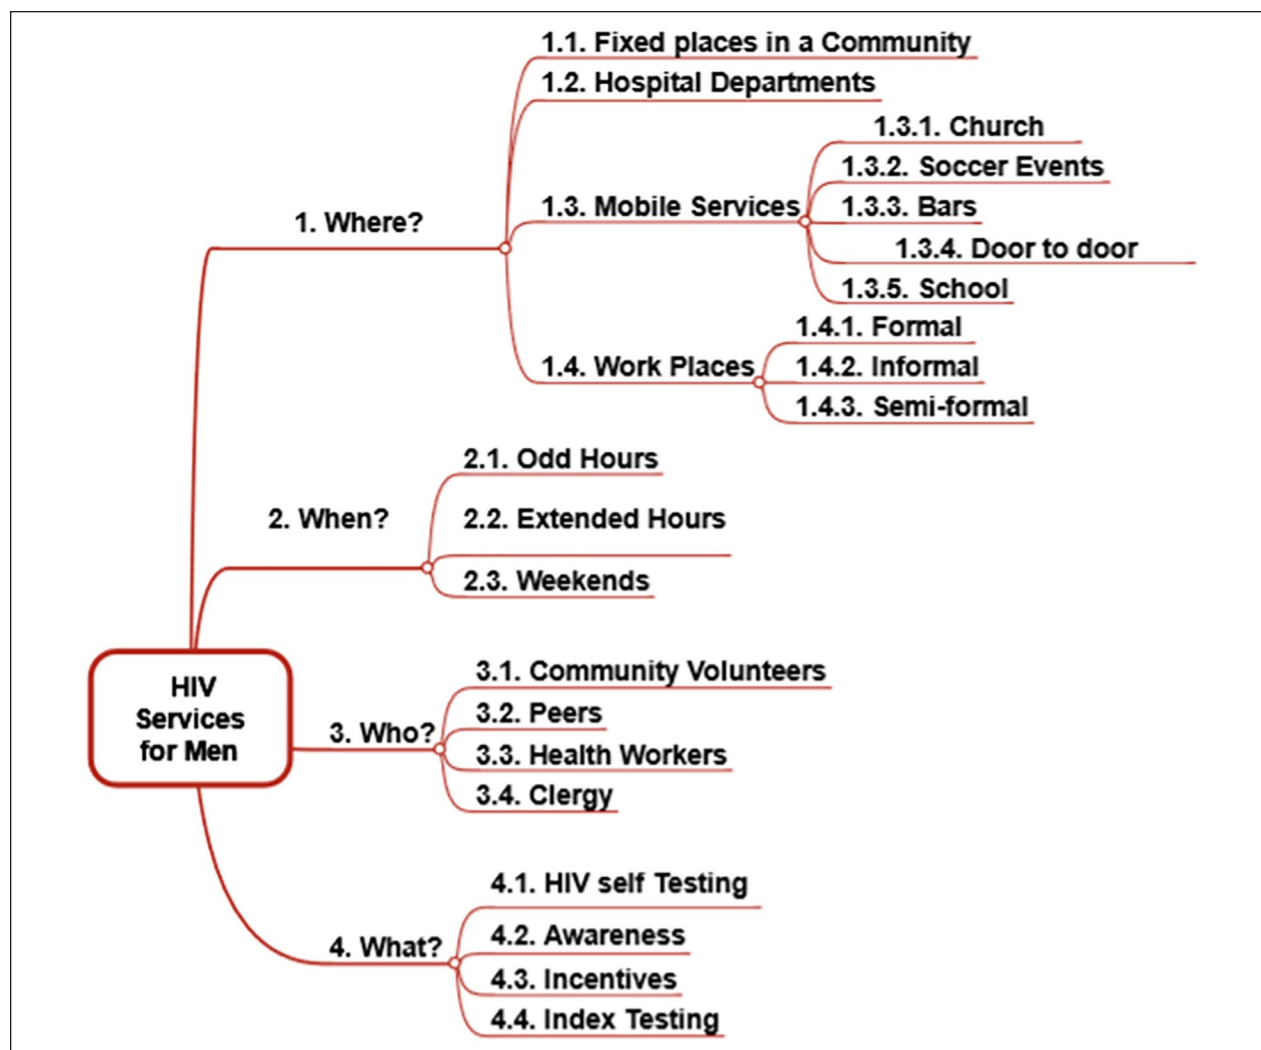 1.1. Fixed places in a Community
1.2. Hospital Departments
1.3.1. Church
1.3.2. Soccer Events
1.3. Mobile Services
1.3.3. Bars
1. Where?
1.3.4. Door to door
1.3.5. School
1.4.1. Formal
1.4. Work Places
1.4.2. Informal
1.4.3. Semi-formal
2.1. Odd Hours
2. When?
2.2. Extended Hours
2.3. Weekends
3.1. Community Volunteers
HIV
Services
for Men
3. Who?
3.2. Peers
3.3. Health Workers
3.4. Clergy
4.1. HIV self Testing
4. What?
4.2. Awareness
4.3. Incentives
4.4. Index Testing